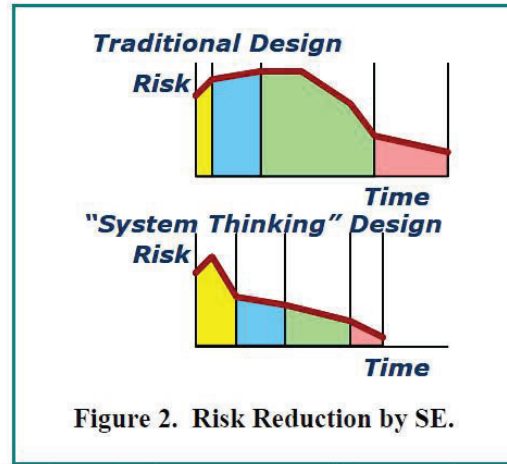 Traditional Design
Risk
Time
“System Thinking” Design
Risk
Time
Figure 2. Risk Reduction by SE.